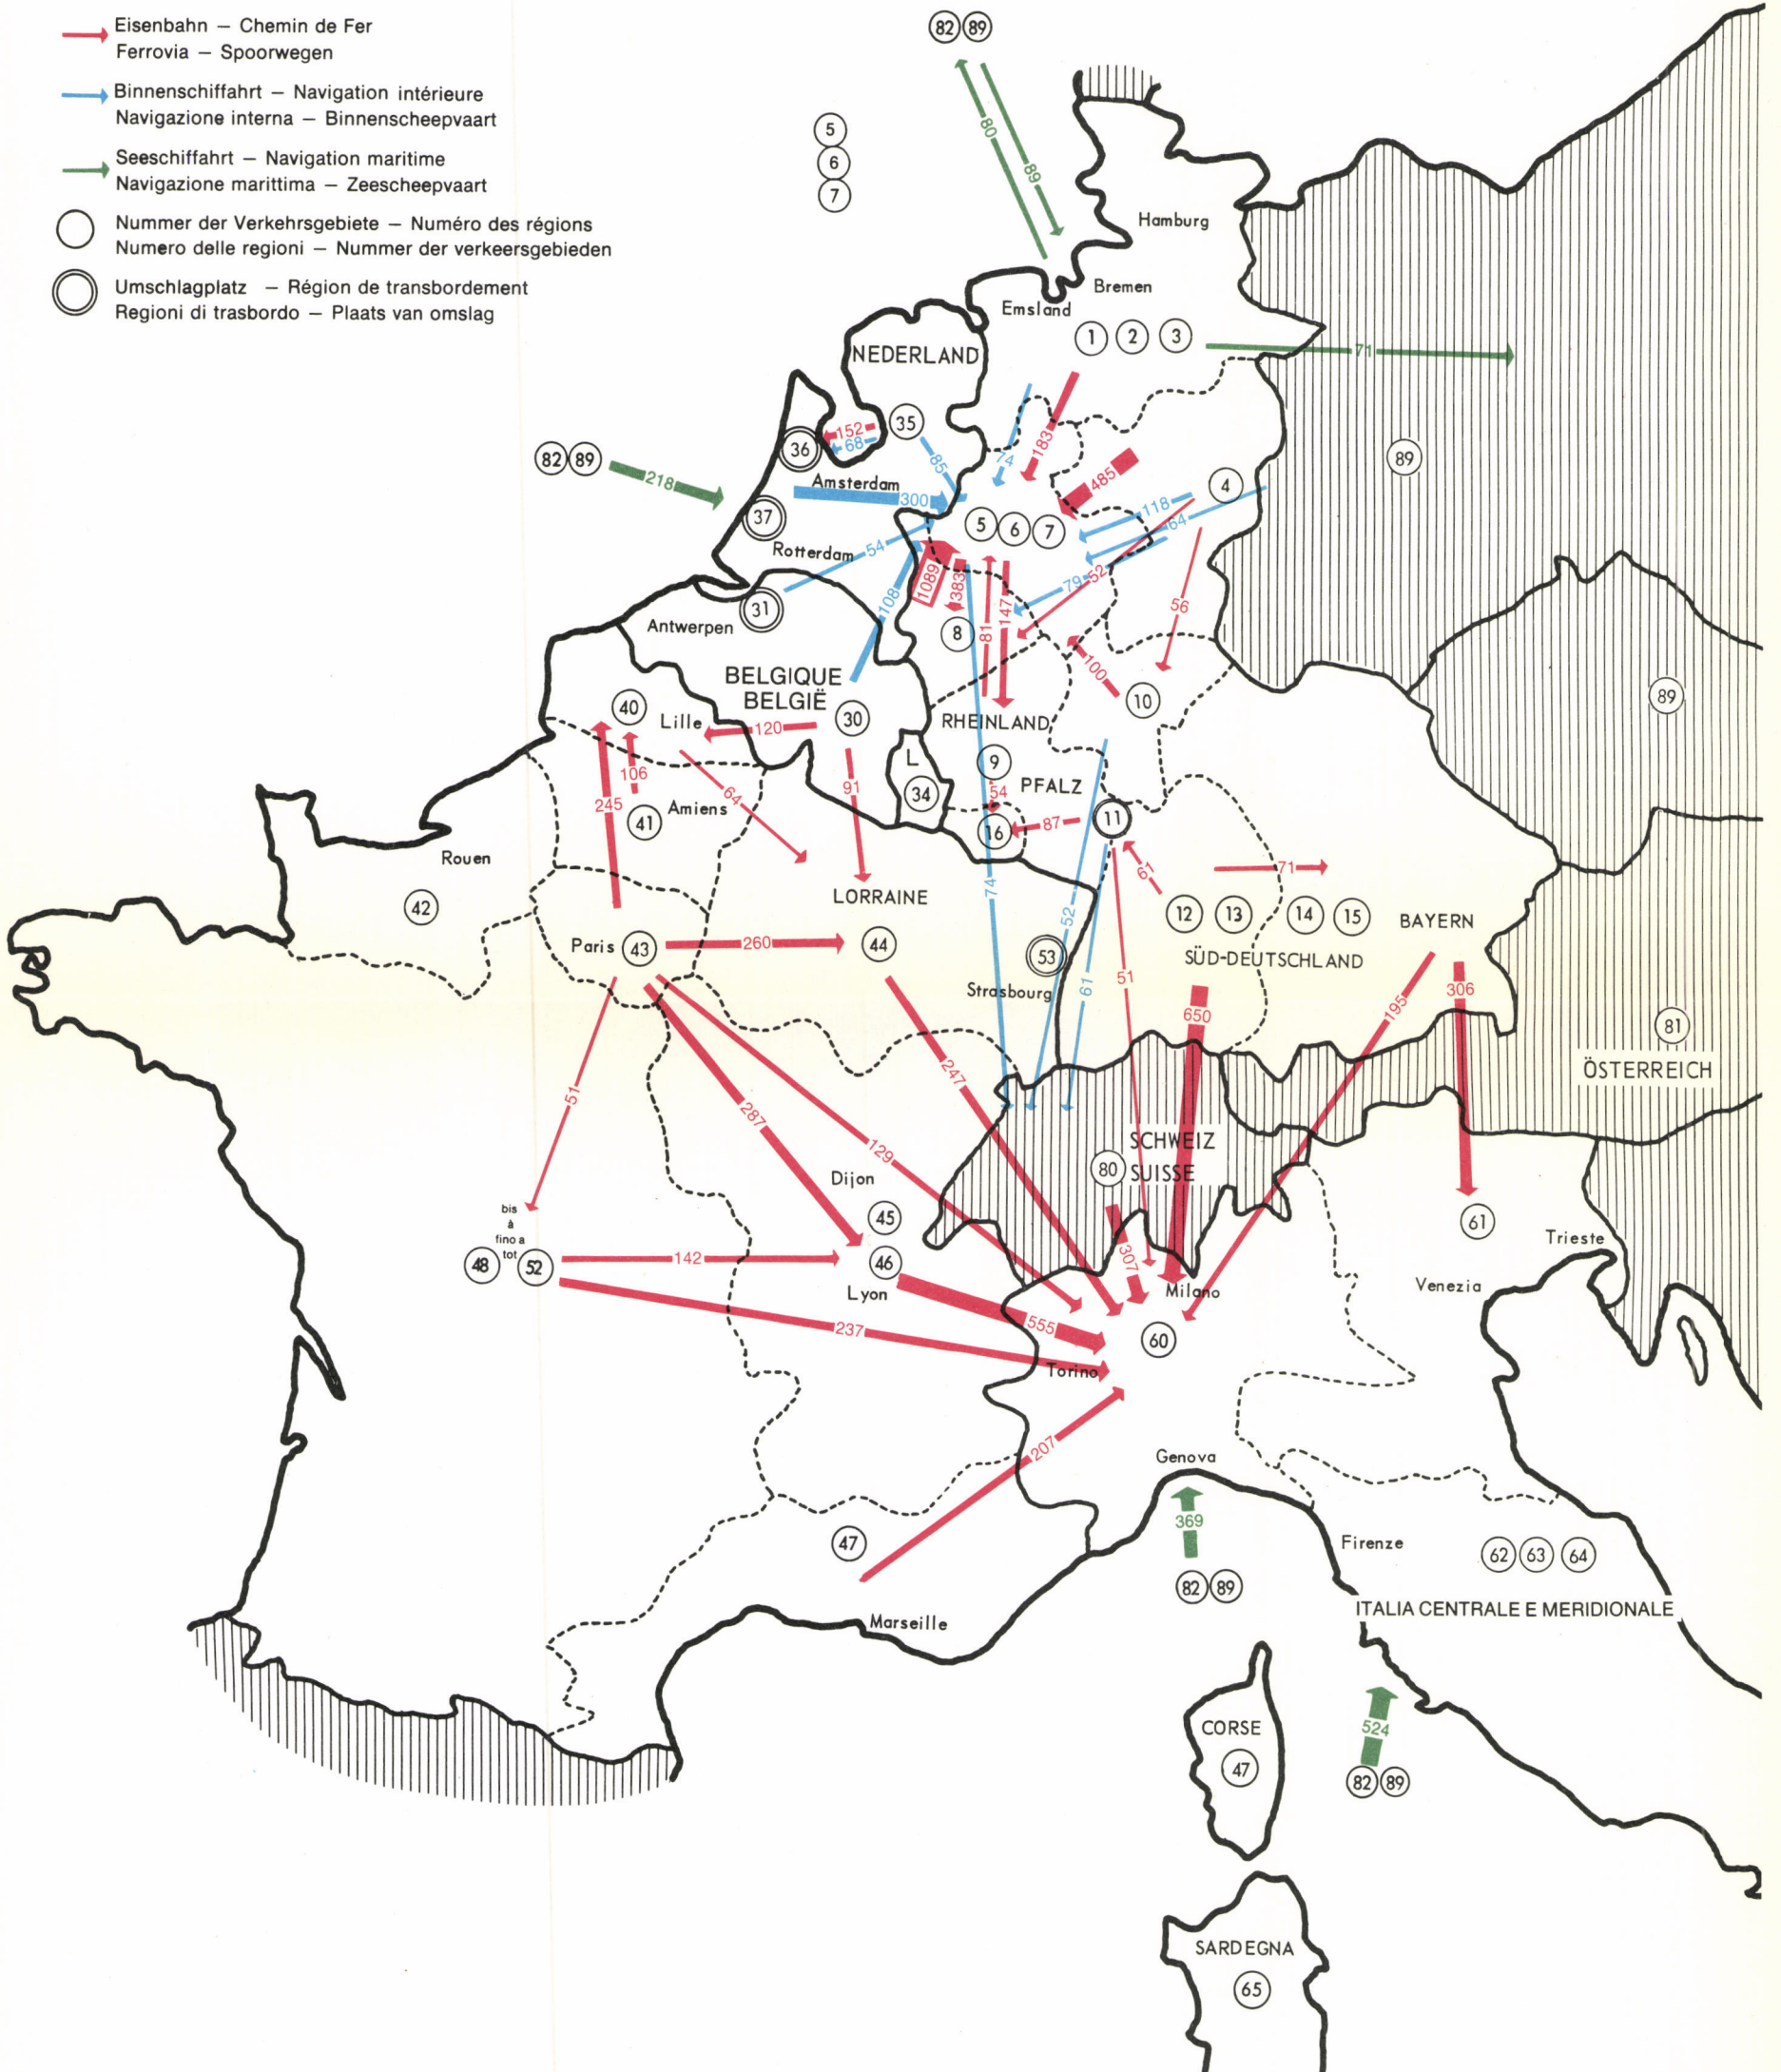 Eisenbahn — Chemin de Fer
Ferrovia — Spoorwegen
Binnenschiffahrt — Navigation intérieure
Navigazione interna — Binnenscheepvaart
Seeschiffahrt — Navigation maritime
Navigazione marittima — Zeescheepvaart
Nummer der Verkehrsgebiete — Numéro des régions
Numero delle regioni — Nummer der verkeersgebieden
Umschlagplatz — Région de transbordement
Regioni di trasbordo — Plaats van omslag
82 89
80
89
5
6
7
Hamburg
Bremen
Emsland
1 2 3
71
NEDERLAND
35
152
68
36
85
74
183
485
89
82 89
218
Amsterdam
300
37
4
118
64
5 6 7
Rotterdam
54
108
1089
383
79
52
56
31
Antwerpen
8
81
147
100
BELGIQUE
BELGIË
30
10
89
40
Lille
120
RHEINLAND
L
34
9
PFALZ
54
106
245
64
91
41
Amiens
16
87
11
Rouen
61
71
42
LORRAINE
74
52
12 13 14 15
BAYERN
Paris 43
260
44
53
Strasbourg
61
51
SÜD-DEUTSCHLAND
650
195
306
81
ÖSTERREICH
51
287
247
129
SCHWEIZ
80 SUISSE
Dijon
45
bis
à
fino a
tot
48 52
142
46
Lyon
307
Milano
61
Trieste
Venezia
237
555
60
Torino
207
Genova
369
47
82 89
Firenze
62 63 64
ITALIA CENTRALE E MERIDIONALE
Marseille
CORSE
47
524
82 89
SARDEGNA
65